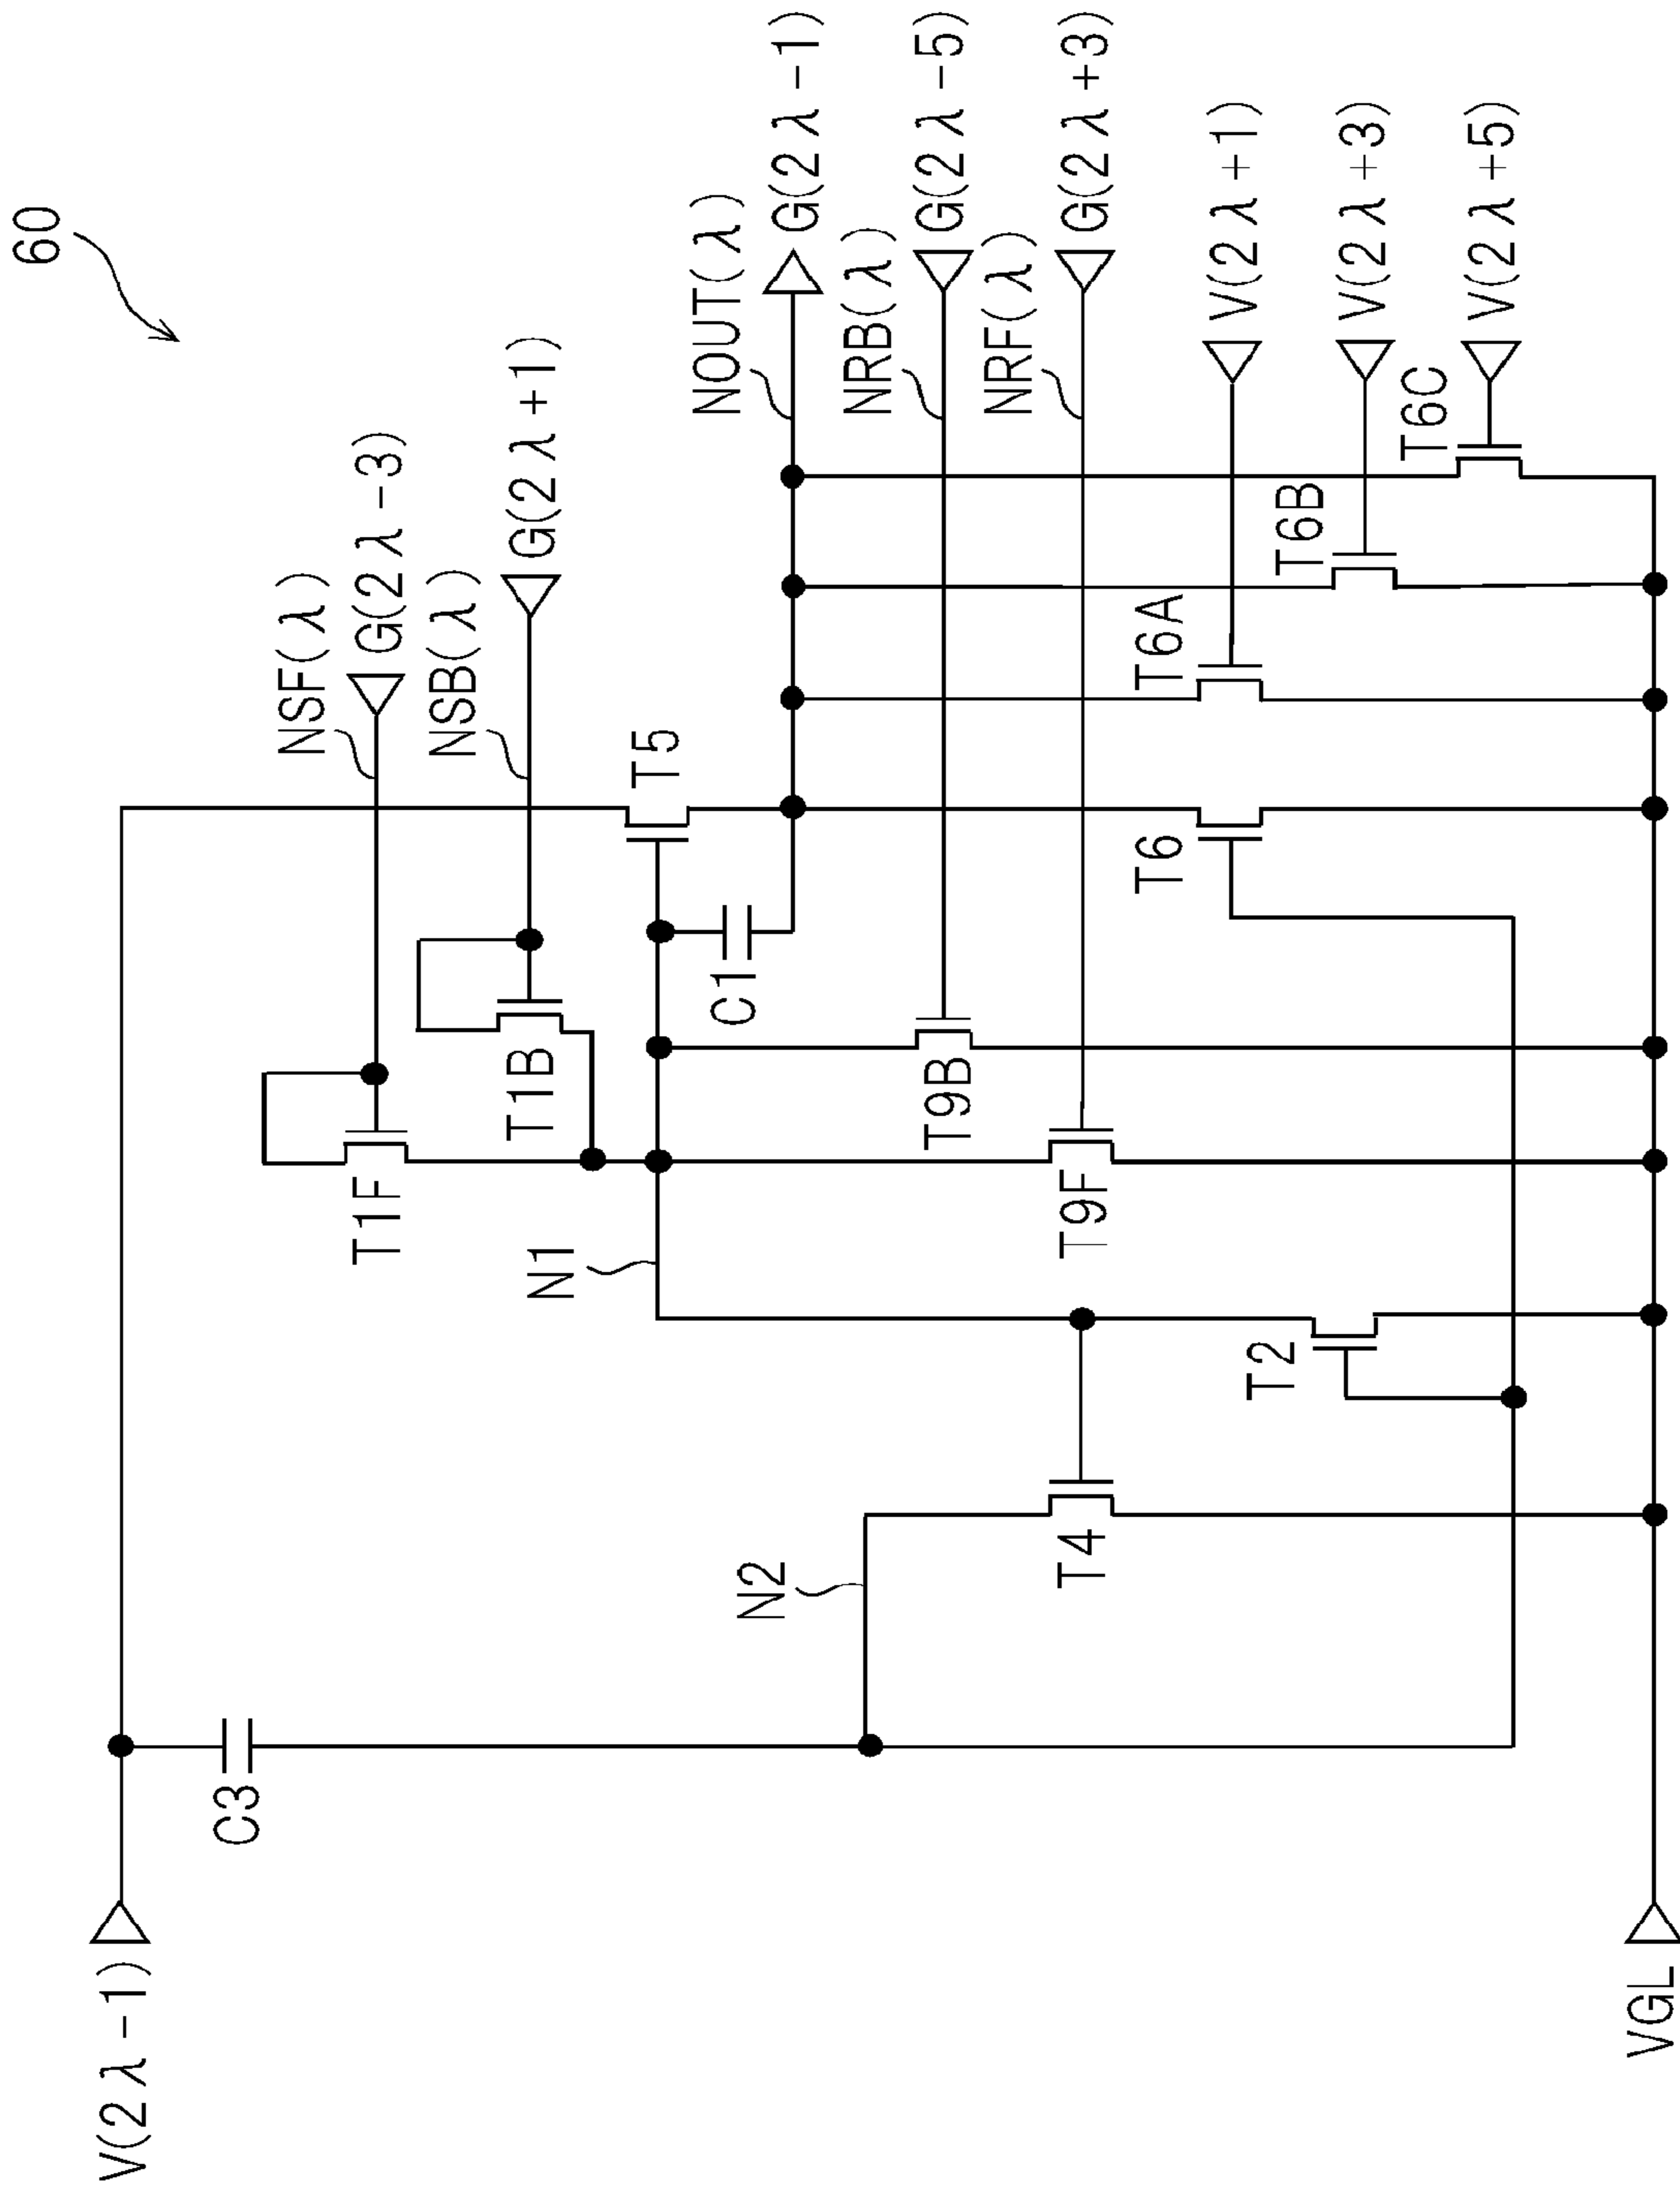 60
V(2λ-1)
C3
NSF(λ)
G(2λ-3)
T1F
NSB(λ)
G(2λ+1)
T1B
N1
T5
C1
NOUT(λ)
G(2λ-1)
N2
NRB(λ)
G(2λ-5)
T9B
NRF(λ)
G(2λ+3)
T9F
T4
T6
T6A
V(2λ+1)
T2
T6B
V(2λ+3)
T6C
V(2λ+5)
VGL